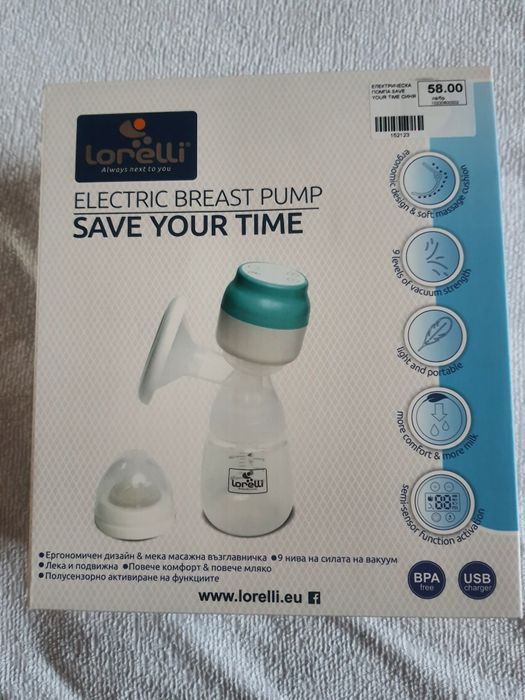 ЕЛЕКТРИЧЕСКА
ПОМПА SAVE
YOUR TIME СИНЯ
58.00
152123
Lorelli
Always next to you
ELECTRIC BREAST PUMP
SAVE YOUR TIME
ergonomic design & soft massage cushion
9 levels of vacuum strength
light and portable
more comfort & more milk
semi-sensor function activation
Lorelli
•Ергономичен дизайн & мека масажна възглавничка •9 нива на силата на вакуум
•Лека и подвижна •Повече комфорт & повече мляко
•Полусензорно активиране на функциите
BPA
free
USB
charger
www.lorelli.eu